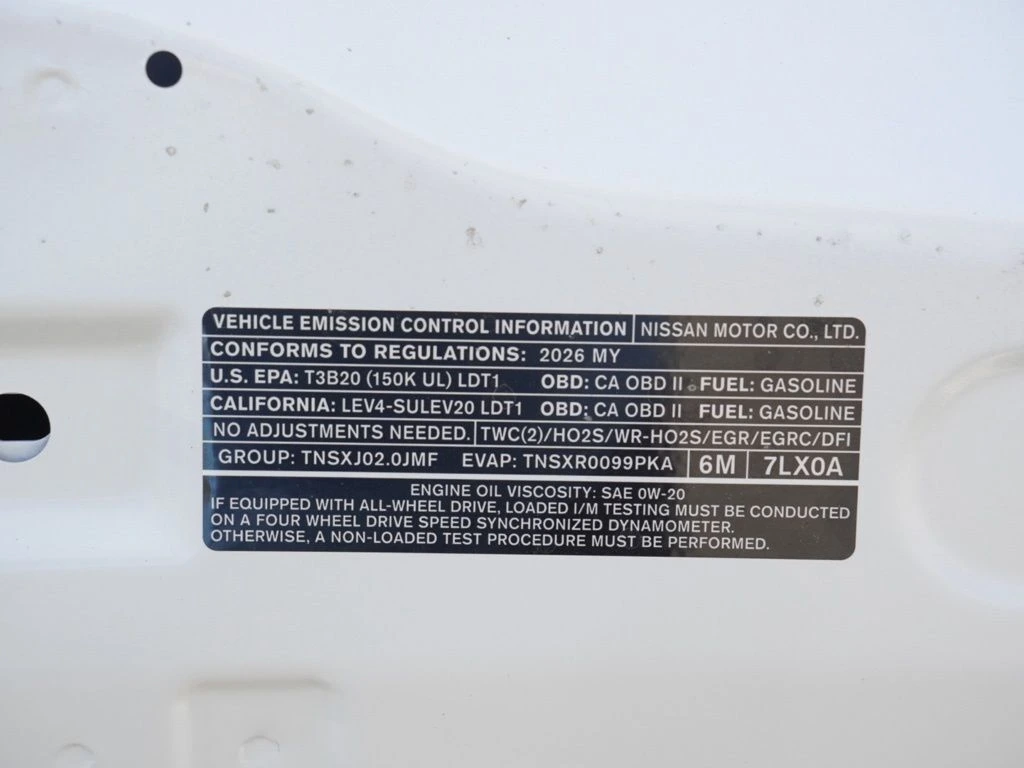 VEHICLE EMISSION CONTROL INFORMATION NISSAN MOTOR CO., LTD.
CONFORMS TO REGULATIONS: 2026 MY
U.S. EPA: T3B20 (150K UL) LDT1 OBD: CA OBD II FUEL: GASOLINE
CALIFORNIA: LEV4-SULEV20 LDT1 OBD: CA OBD II FUEL: GASOLINE
NO ADJUSTMENTS NEEDED. TWC(2)/HO2S/WR-HO2S/EGR/EGRC/DFI
GROUP: TNSXJ02.0JMF EVAP: TNSXR0099PKA 6M 7LX0A
ENGINE OIL VISCOSITY: SAE 0W-20
IF EQUIPPED WITH ALL-WHEEL DRIVE, LOADED I/M TESTING MUST BE CONDUCTED
ON A FOUR WHEEL DRIVE SPEED SYNCHRONIZED DYNAMOMETER.
OTHERWISE, A NON-LOADED TEST PROCEDURE MUST BE PERFORMED.